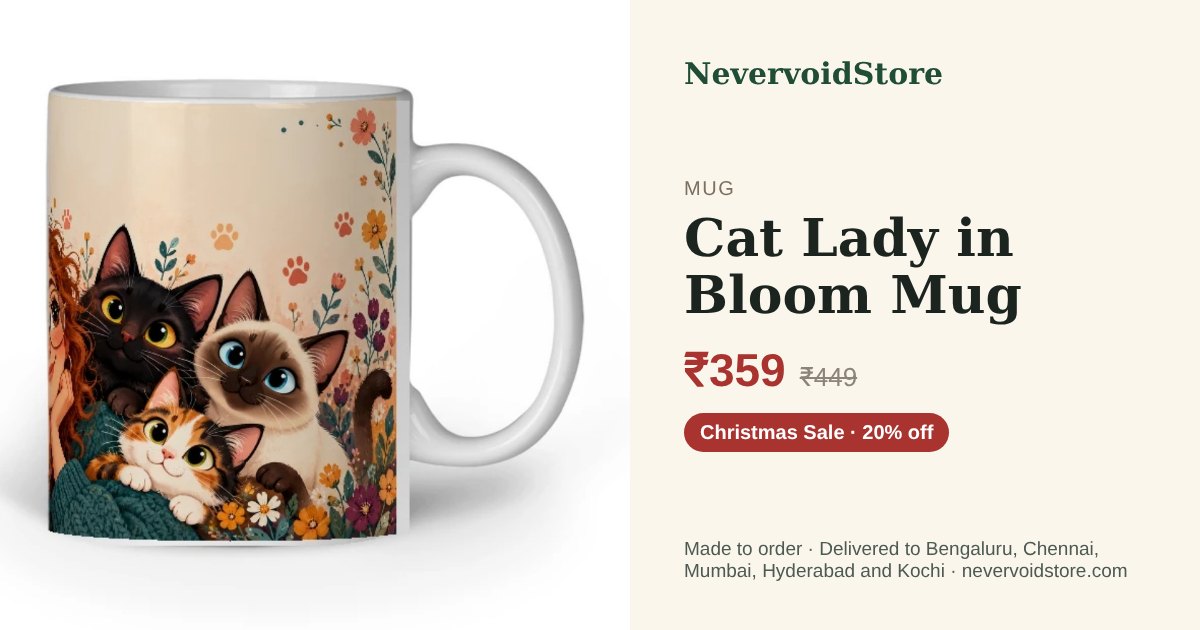 NevervoidStore
MUG
Cat Lady in
Bloom Mug
₹359 ₹449
Christmas Sale · 20% off
Made to order · Delivered to Bengaluru, Chennai,
Mumbai, Hyderabad and Kochi · nevervoidstore.com